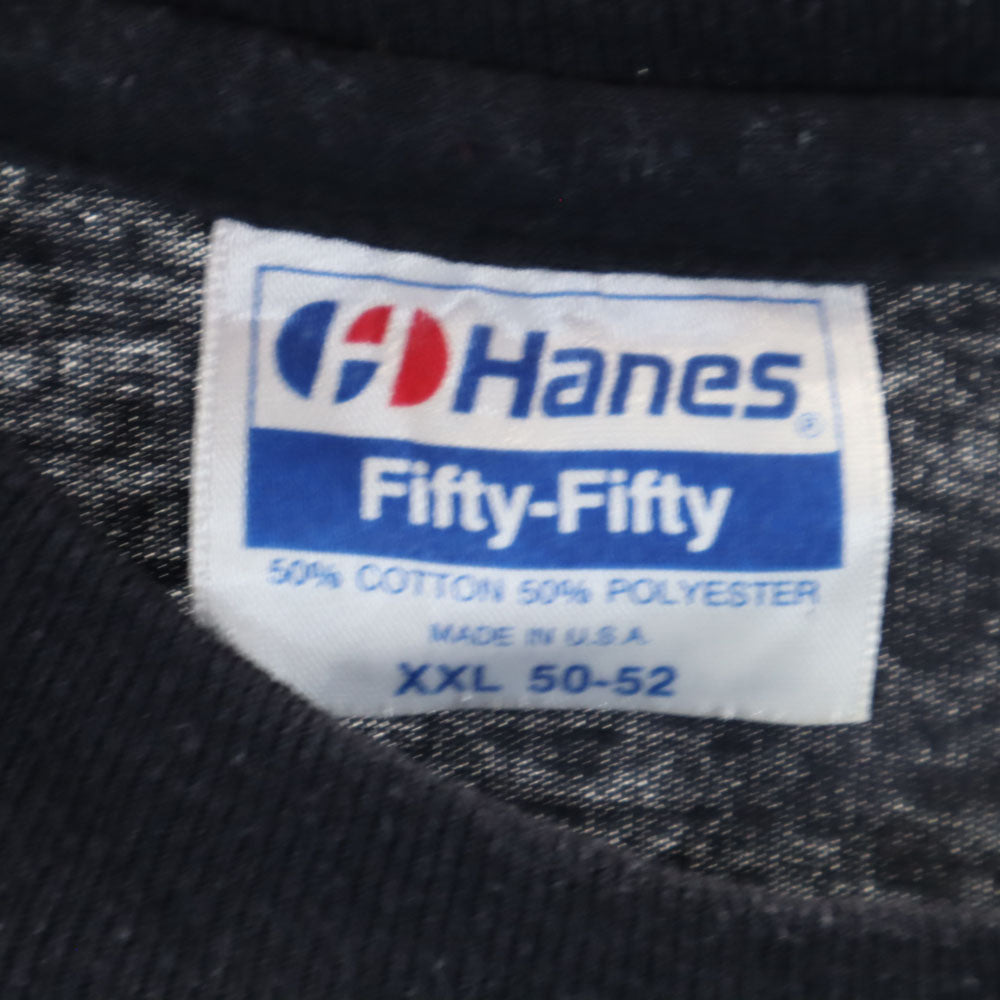 Hanes®
Fifty-Fifty
50% COTTON 50% POLYESTER
MADE IN U.S.A.
XXL 50-52